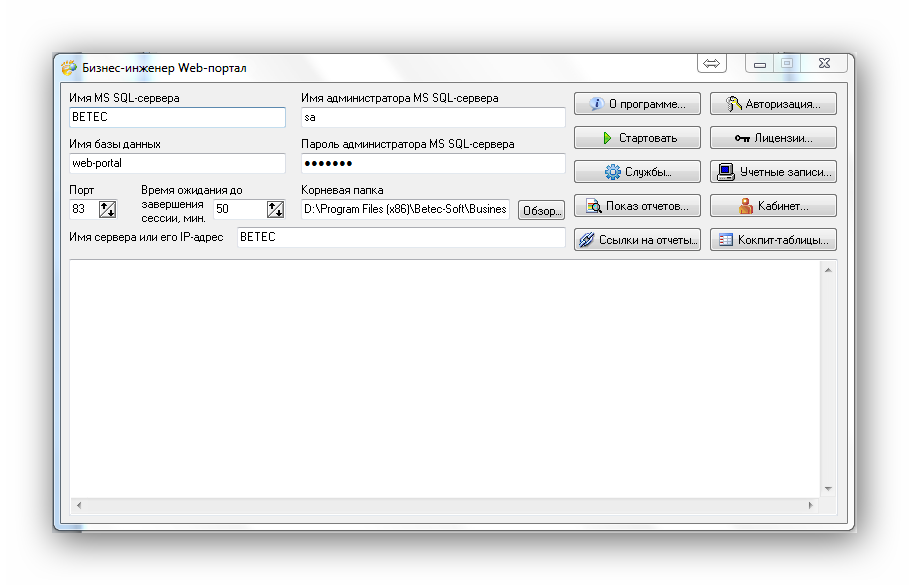 Бизнес-инженер Web-портал
Имя MS SQL-сервера
Имя администратора MS SQL-сервера
BETEC
sa
О программе...
Авторизация...
Имя базы данных
Пароль администратора MS SQL-сервера
web-portal
•••••••
Стартовать
Лицензии...
Службы...
Учетные записи...
Порт
Время ожидания до
завершения
сессии, мин.
Корневая папка
83
50
D:\Program Files (x86)\Betec-Soft\Busines
Обзор...
Показ отчетов...
Кабинет...
Имя сервера или его IP-адрес
BETEC
Ссылки на отчеты...
Кокпит-таблицы...